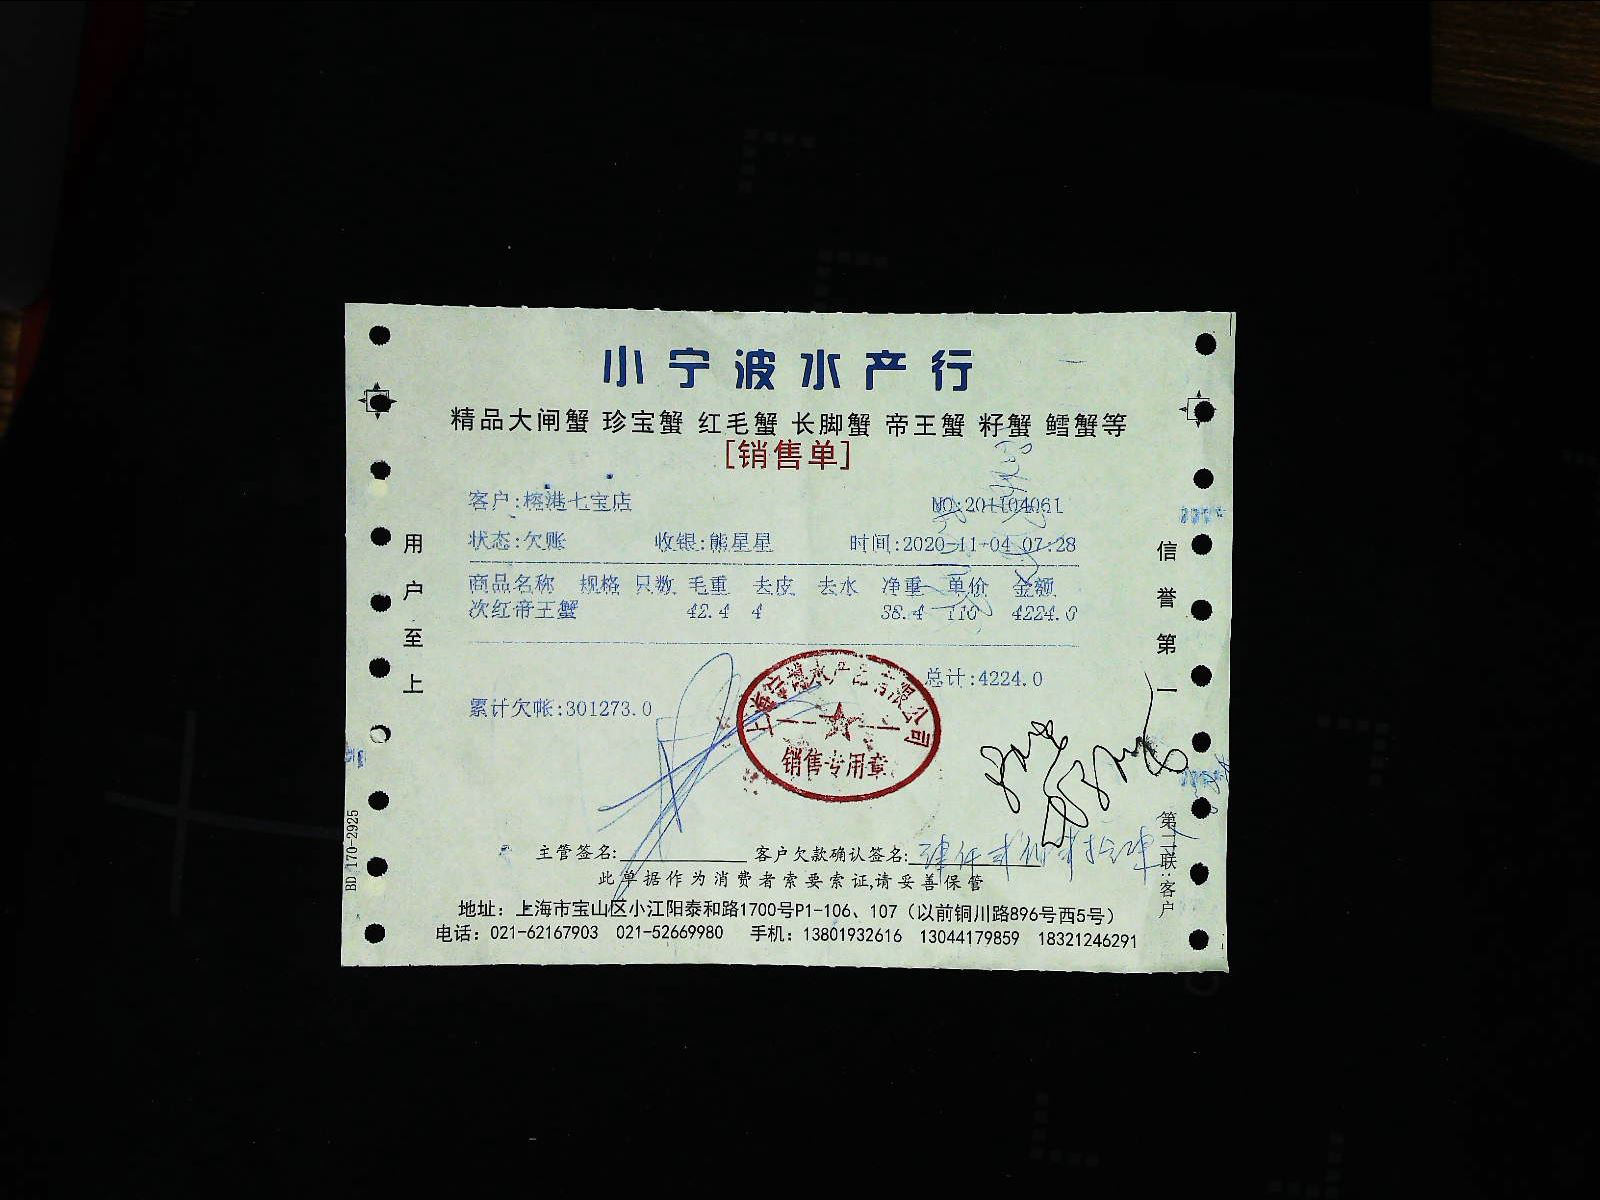 小宁波水产行
精品大闸蟹 珍宝蟹 红毛蟹 长脚蟹 帝王蟹 籽蟹 鳕蟹等
[销售单]
客户:榕港七宝店 NO:201104061
状态:欠账 收银:熊星星 时间:2020-11-04 07:28
商品名称 规格 只数 毛重 去皮 去水 净重 单价 金额
次红帝王蟹 42.4 4 38.4 110 4224.0
总计:4224.0
累计欠帐:301273.0
用户至上
信誉第一
销售专用章
主管签名: 客户欠款确认签名: 肆仟贰佰贰拾肆
此单据作为消费者索要索证,请妥善保管
地址：上海市宝山区小江阳泰和路1700号P1-106、107（以前铜川路896号西5号）
电话：021-62167903 021-52669980 手机：13801932616 13044179859 18321246291
第二联:客户
BD 170-2925